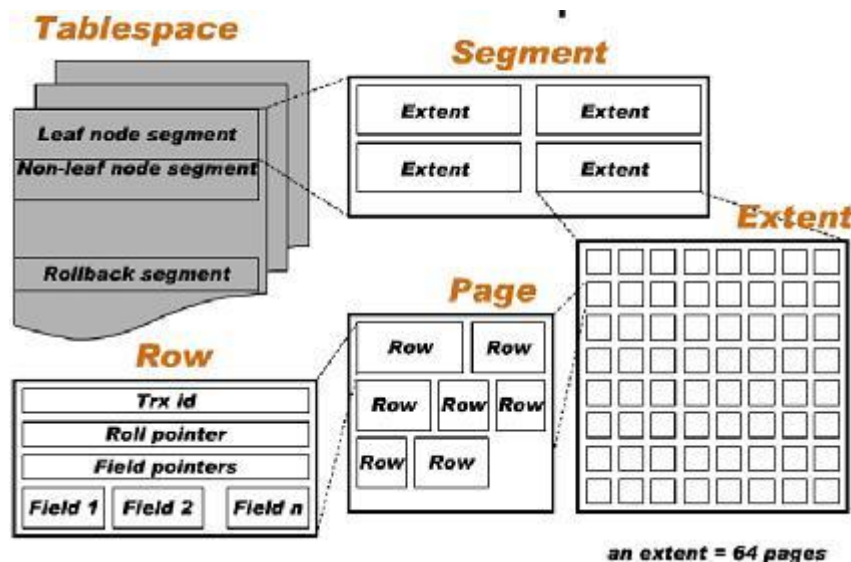 Tablespace
Leaf node segment
Non-leaf node segment
Rollback segment
Segment
Extent Extent
Extent Extent
Extent
an extent = 64 pages
Page
Row Row
Row Row Row
Row Row
Row
Trx id
Roll pointer
Field pointers
Field 1 Field 2 Field n